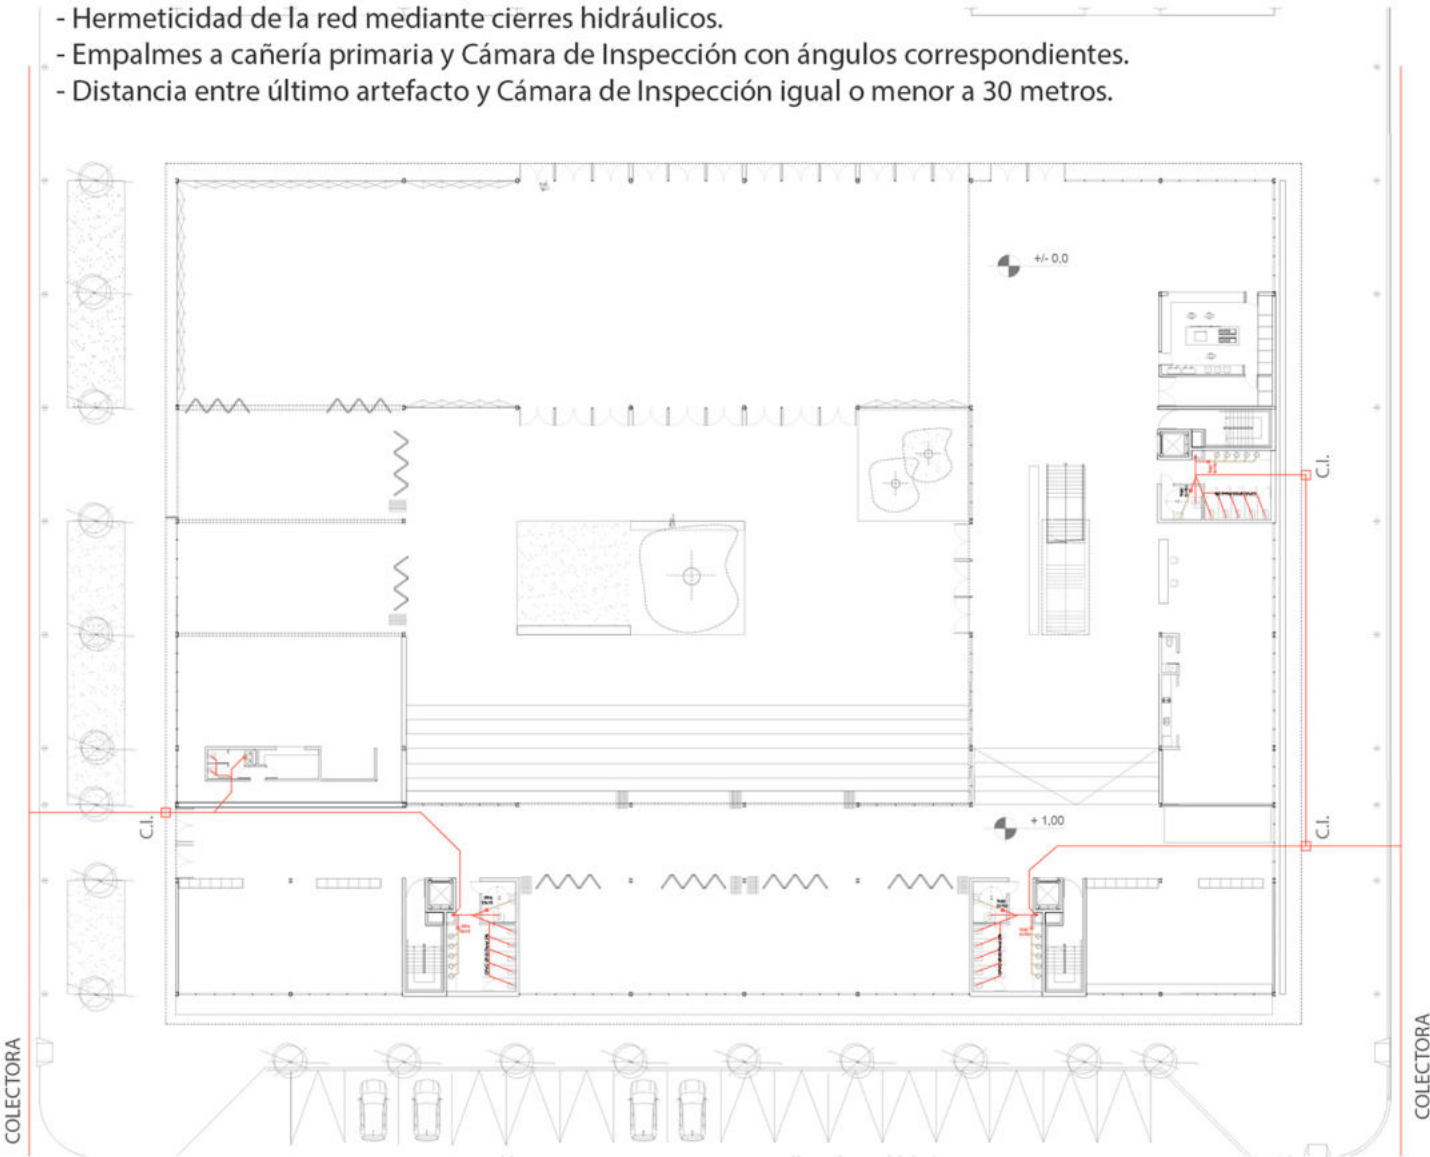 - Hermeticidad de la red mediante cierres hidráulicos.
- Empalmes a cañería primaria y Cámara de Inspección con ángulos correspondientes.
- Distancia entre último artefacto y Cámara de Inspección igual o menor a 30 metros.
+/- 0,0
C.I.
C.I.
+ 1,00
C.I.
COLECTORA
COLECTORA